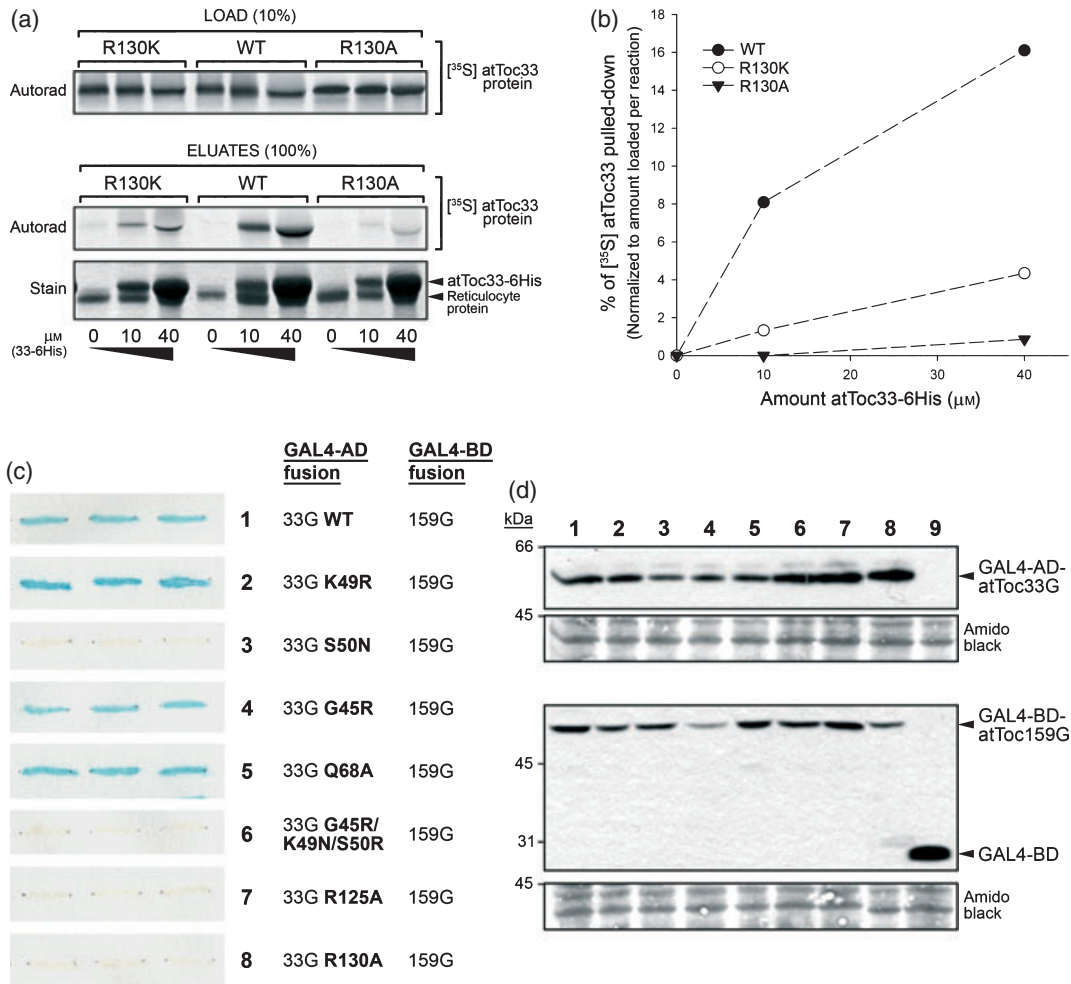 (a)
LOAD (10%)
R130K WT R130A
Autorad
[³⁵S] atToc33
protein
ELUATES (100%)
R130K WT R130A
Autorad
[³⁵S] atToc33
protein
Stain
atToc33-6His
Reticulocyte
protein
μM
(33-6His)
0 10 40 0 10 40 0 10 40
(b)
% of [³⁵S] atToc33 pulled-down
(Normalized to amount loaded per reaction)
18
16
14
12
10
8
6
4
2
0
WT
R130K
R130A
0 10 20 30 40
Amount atToc33-6His (μM)
(c)
GAL4-AD
fusion
GAL4-BD
fusion
1 33G WT 159G
2 33G K49R 159G
3 33G S50N 159G
4 33G G45R 159G
5 33G Q68A 159G
6 33G G45R/
K49N/S50R 159G
7 33G R125A 159G
8 33G R130A 159G
(d)
kDa
1 2 3 4 5 6 7 8 9
66
GAL4-AD-
atToc33G
45
Amido
black
GAL4-BD-
atToc159G
45
31
GAL4-BD
45
Amido
black